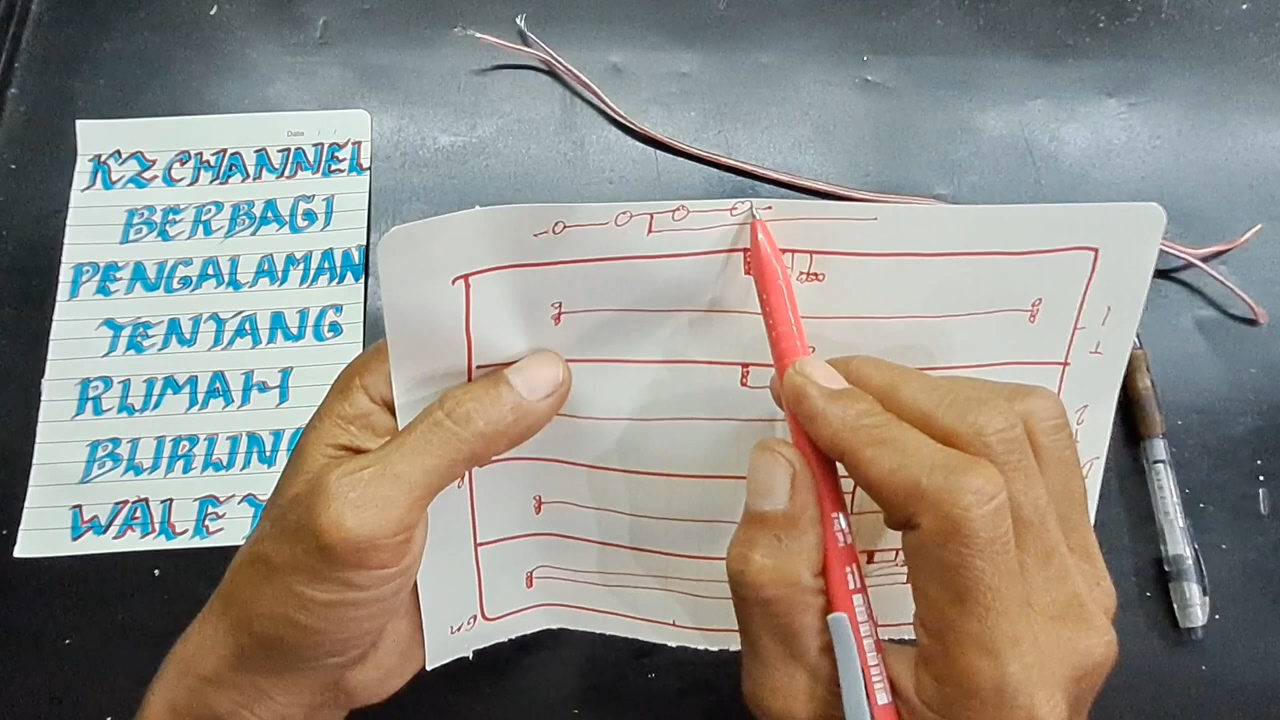 Date / /
KZ CHANNEL
BERBAGI
PENGALAMAN
TENTANG
RUMAH
BURUNG
WALET